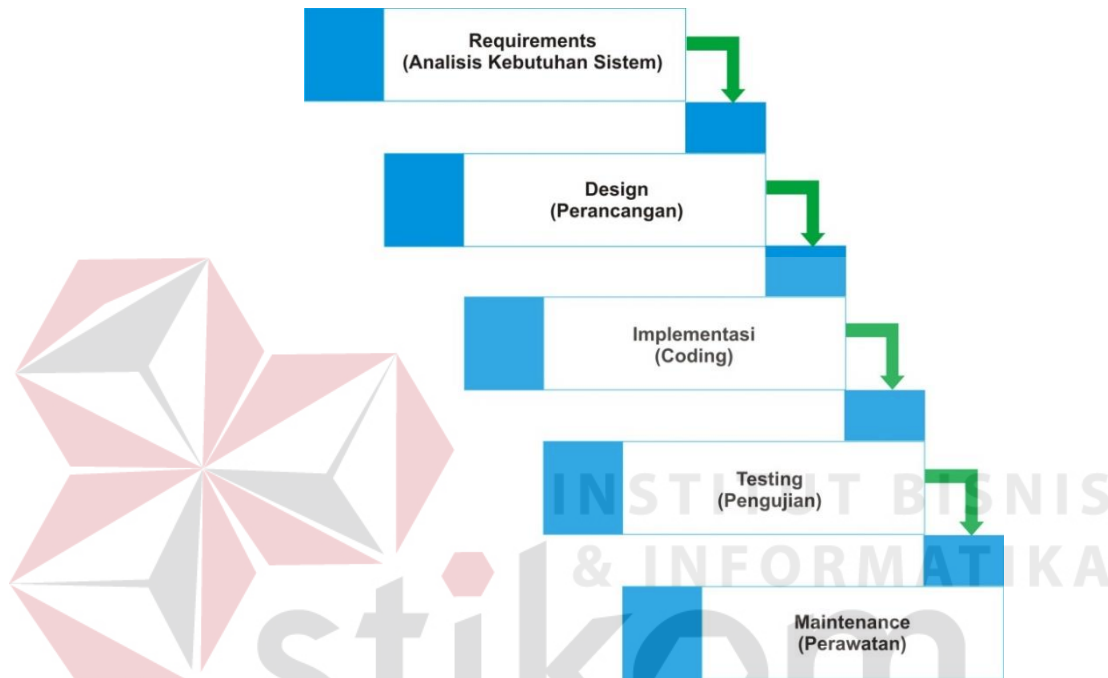 Requirements
(Analisis Kebutuhan Sistem)
Design
(Perancangan)
Implementasi
(Coding)
Testing
(Pengujian)
INSTITUT BISNIS
& INFORMATIKA
stikom
Maintenance
(Perawatan)